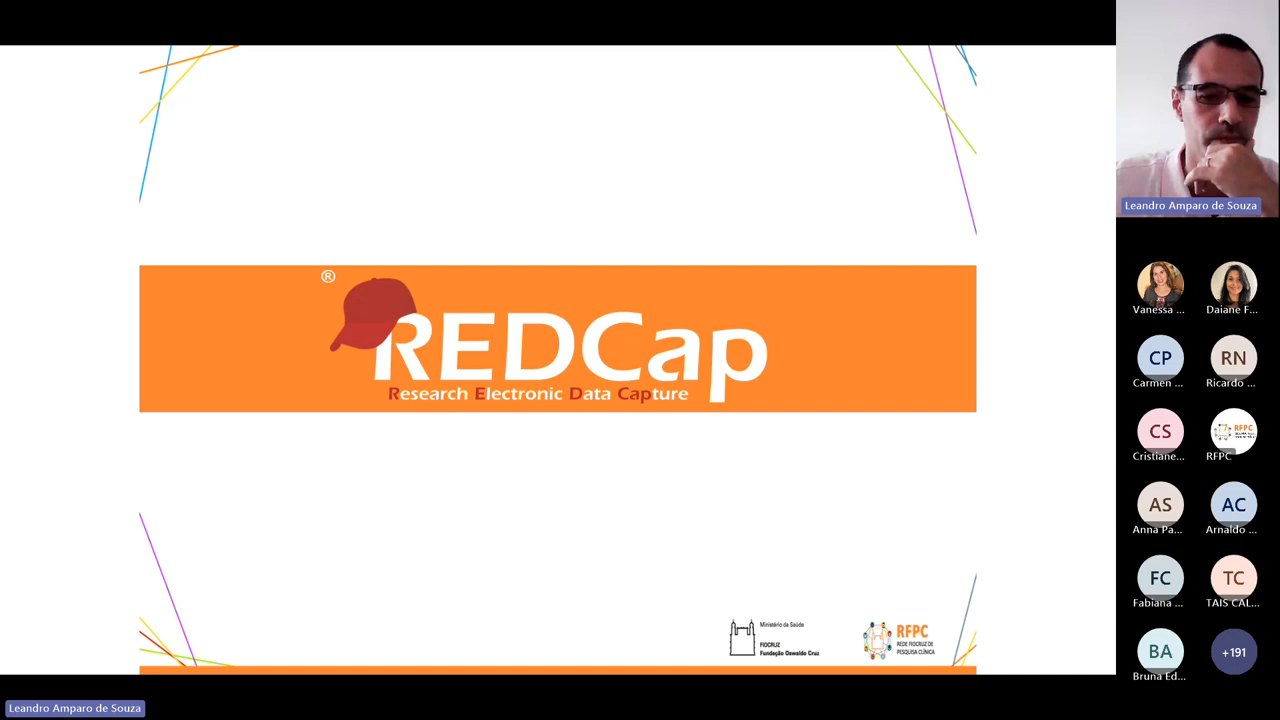 ®
REDCap
Research Electronic Data Capture
Ministério da Saúde
FIOCRUZ
Fundação Oswaldo Cruz
RFPC
REDE FIOCRUZ DE
PESQUISA CLÍNICA
Leandro Amparo de Souza
Vanessa ...
Daiane F...
CP
RN
Carmen ...
Ricardo ...
CS
RFPC
Cristiane...
RFPC
AS
AC
Anna Pa...
Arnaldo ...
FC
TC
Fabiana ...
TAIS CAL...
BA
+191
Bruna Ed...
Leandro Amparo de Souza